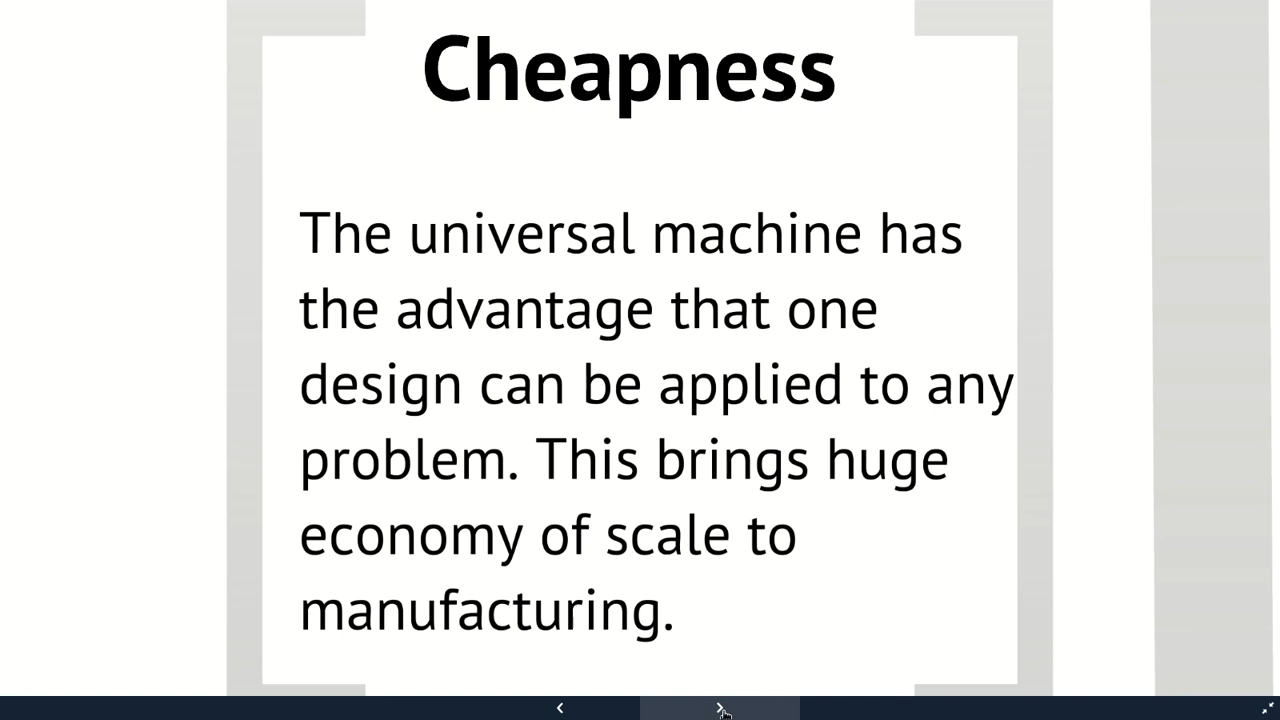 Cheapness
The universal machine has
the advantage that one
design can be applied to any
problem. This brings huge
economy of scale to
manufacturing.